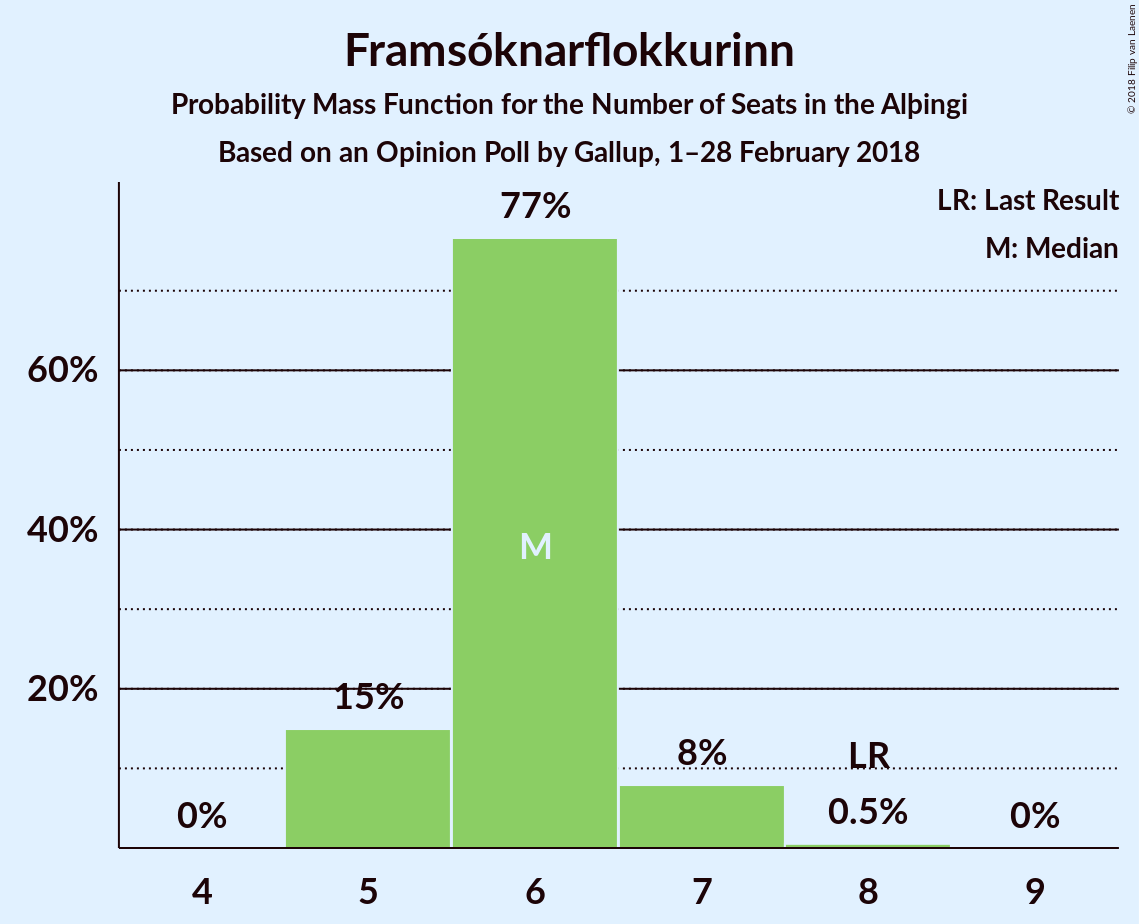 Framsóknarflokkurinn
Probability Mass Function for the Number of Seats in the Alþingi
Based on an Opinion Poll by Gallup, 1–28 February 2018
© 2018 Filip van Laenen
LR: Last Result
M: Median
77%
60%
40%
M
20%
15%
8%
LR
0%
0.5%
0%
4 5 6 7 8 9